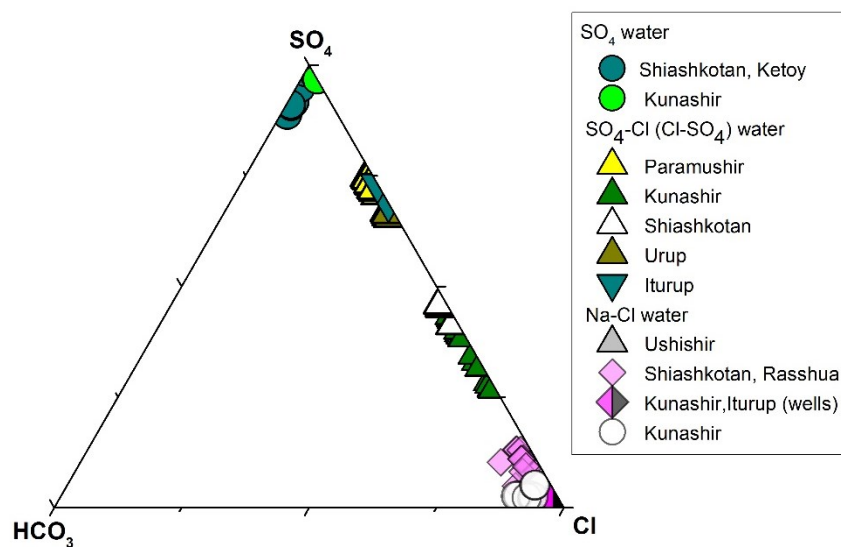 SO₄
HCO₃
Cl
SO₄ water
Shiashkotan, Ketoy
Kunashir
SO₄-Cl (Cl-SO₄) water
Paramushir
Kunashir
Shiashkotan
Urup
Iturup
Na-Cl water
Ushishir
Shiashkotan, Rasshua
Kunashir,Iturup (wells)
Kunashir